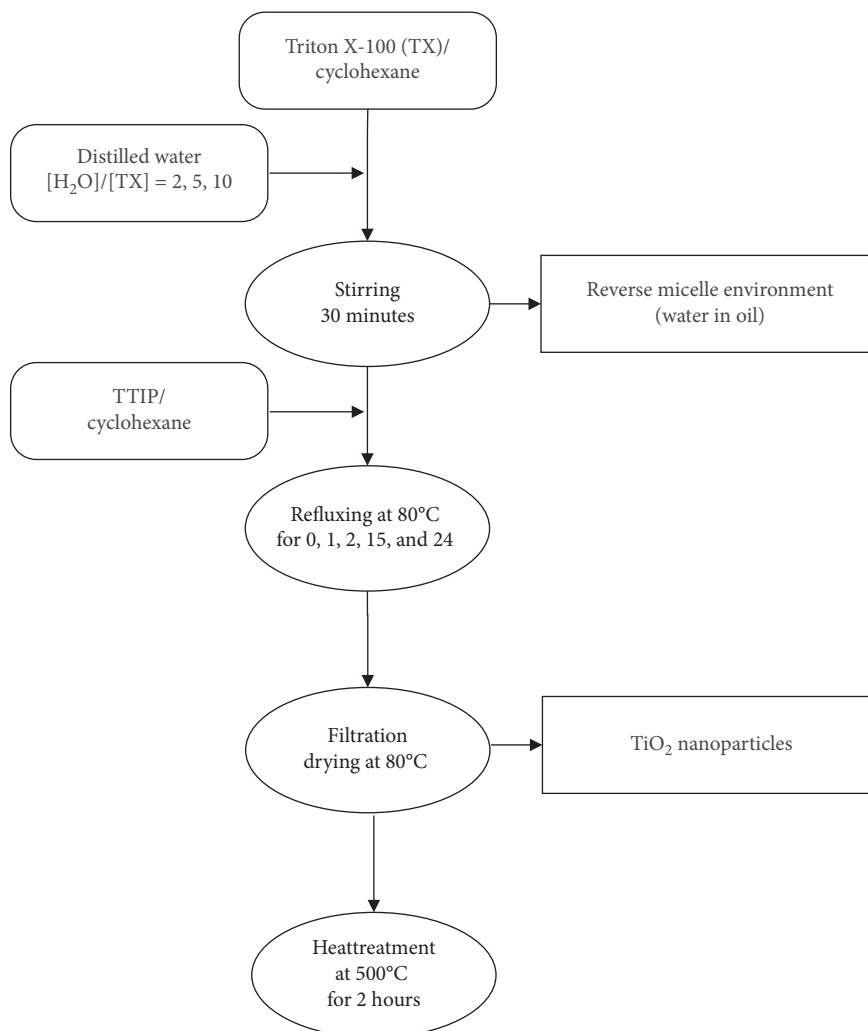 Triton X-100 (TX)/
cyclohexane
Distilled water
[H₂O]/[TX] = 2, 5, 10
Stirring
30 minutes
Reverse micelle environment
(water in oil)
TTIP/
cyclohexane
Refluxing at 80°C
for 0, 1, 2, 15, and 24
Filtration
drying at 80°C
TiO₂ nanoparticles
Heattreatment
at 500°C
for 2 hours